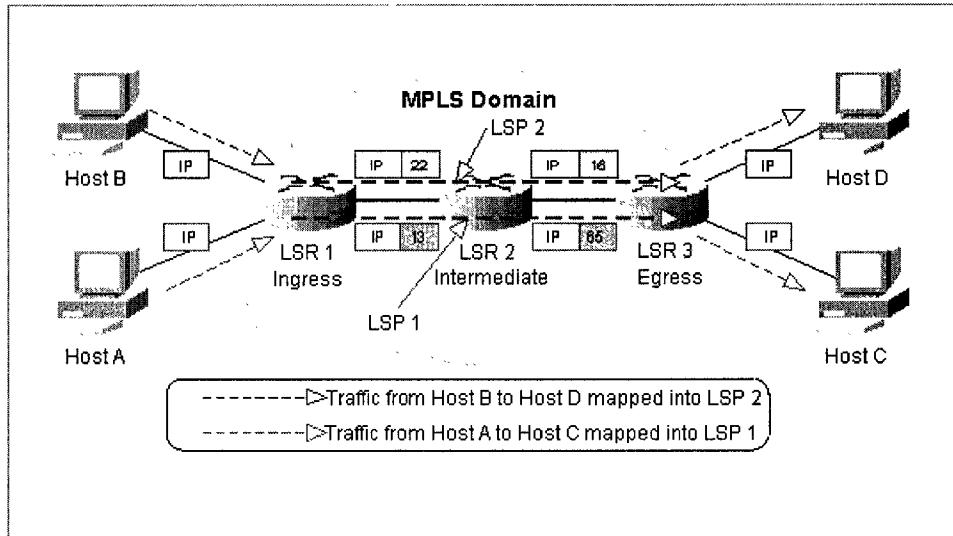 MPLS Domain
LSP 2
IP
IP 22
IP 16
IP
Host B
Host D
IP
IP 13
IP 65
IP
LSR 1
Ingress
LSR 2
Intermediate
LSR 3
Egress
LSP 1
Host A
Host C
Traffic from Host B to Host D mapped into LSP 2
Traffic from Host A to Host C mapped into LSP 1